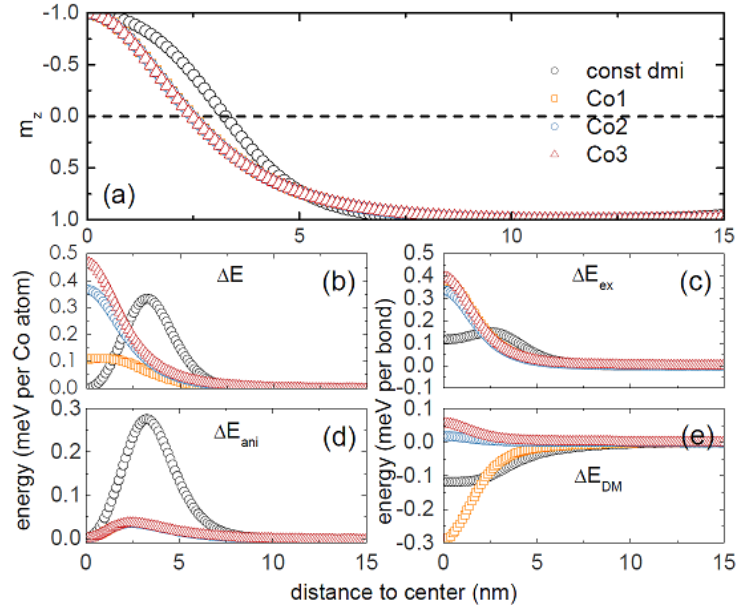 -1.0
-0.5
0.0
0.5
1.0
m_z
const dmi
Co1
Co2
Co3
(a)
0 5 10 15
0.5
0.4
0.3
0.2
0.1
0.0
ΔE
(b)
0.5
0.4
0.3
0.2
0.1
0.0
-0.1
ΔE_ex
(c)
0.3
0.2
0.1
0.0
ΔE_ani
(d)
0 5 10 15
0.1
0.0
-0.1
-0.2
-0.3
ΔE_DM
(e)
0 5 10 15
energy (meV per Co atom)
energy (meV per bond)
distance to center (nm)